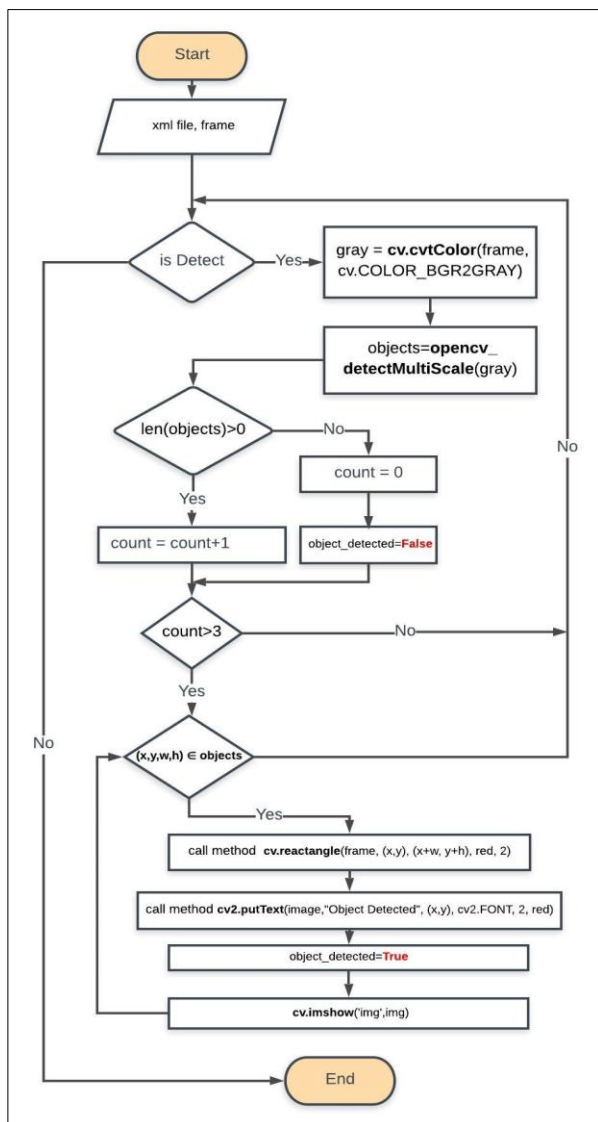 Start
xml file, frame
is Detect
Yes
gray = cv.cvtColor(frame,
cv.COLOR_BGR2GRAY)
objects=opencv_
detectMultiScale(gray)
len(objects)>0
No
No
count = 0
Yes
count = count+1
object_detected=False
count>3
No
Yes
No
(x,y,w,h) ∈ objects
Yes
call method cv.reactangle(frame, (x,y), (x+w, y+h), red, 2)
call method cv2.putText(image,"Object Detected", (x,y), cv2.FONT, 2, red)
object_detected=True
cv.imshow('img',img)
End